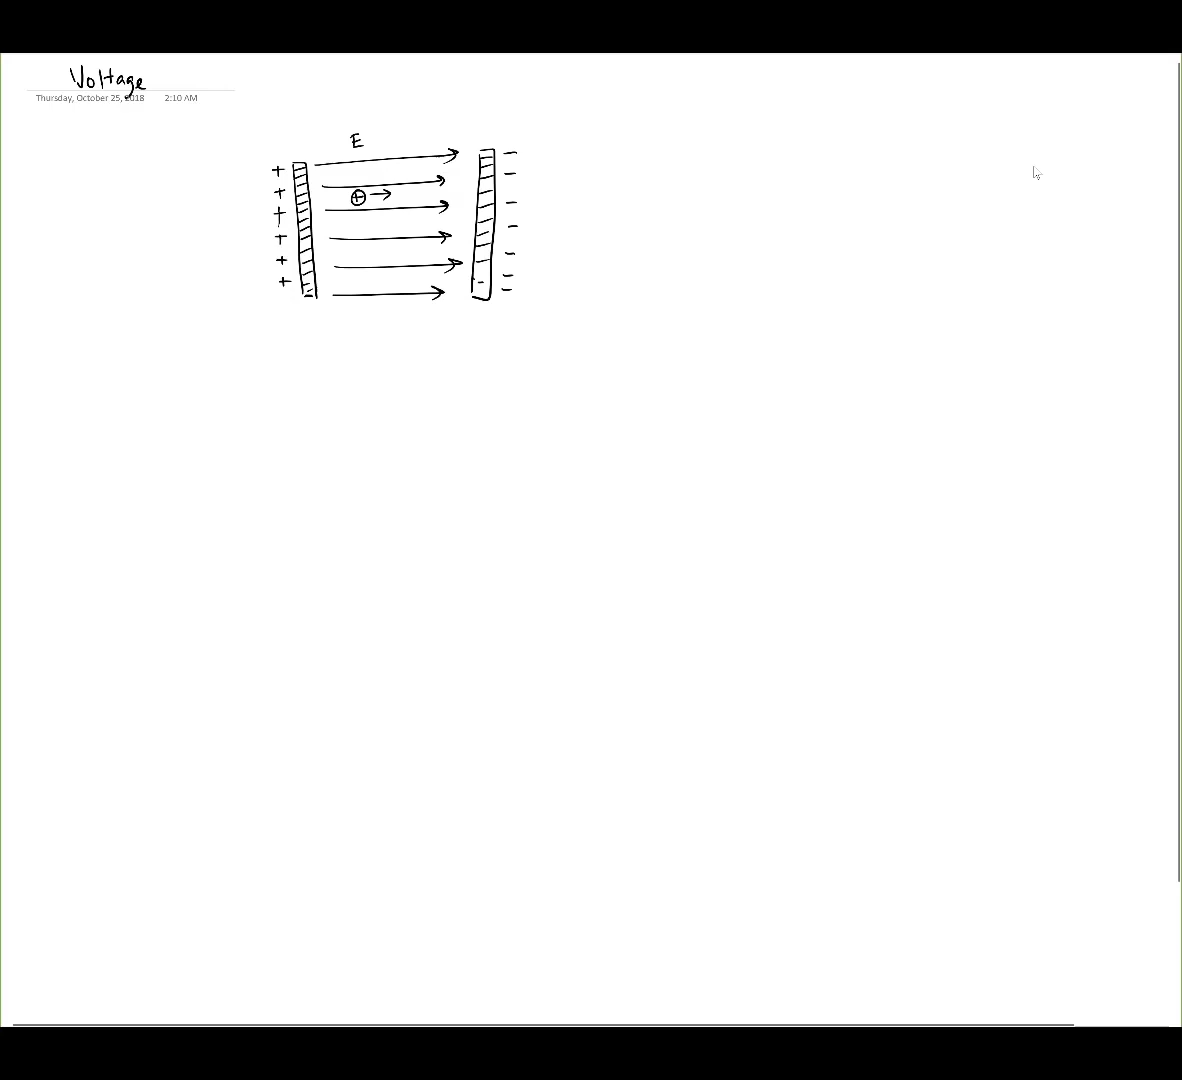 Voltage
Thursday, October 25, 2018 2:10 AM
E
+ −
+ −
+ + −
+ −
+ −
+ −
−